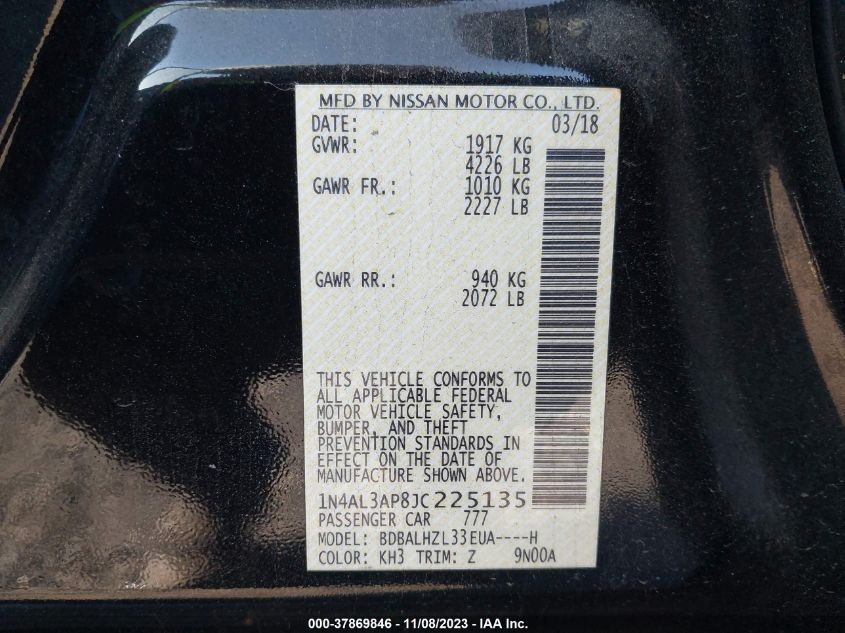 MFD BY NISSAN MOTOR CO., LTD.
DATE: 03/18
GVWR: 1917 KG
4226 LB
GAWR FR.: 1010 KG
2227 LB
GAWR RR.: 940 KG
2072 LB
THIS VEHICLE CONFORMS TO
ALL APPLICABLE FEDERAL
MOTOR VEHICLE SAFETY,
BUMPER, AND THEFT
PREVENTION STANDARDS IN
EFFECT ON THE DATE OF
MANUFACTURE SHOWN ABOVE.
1N4AL3AP8JC225135
PASSENGER CAR 777
MODEL: BDBALHZL33EUA----H
COLOR: KH3 TRIM: Z 9N00A
000-37869846 - 11/08/2023 - IAA Inc.